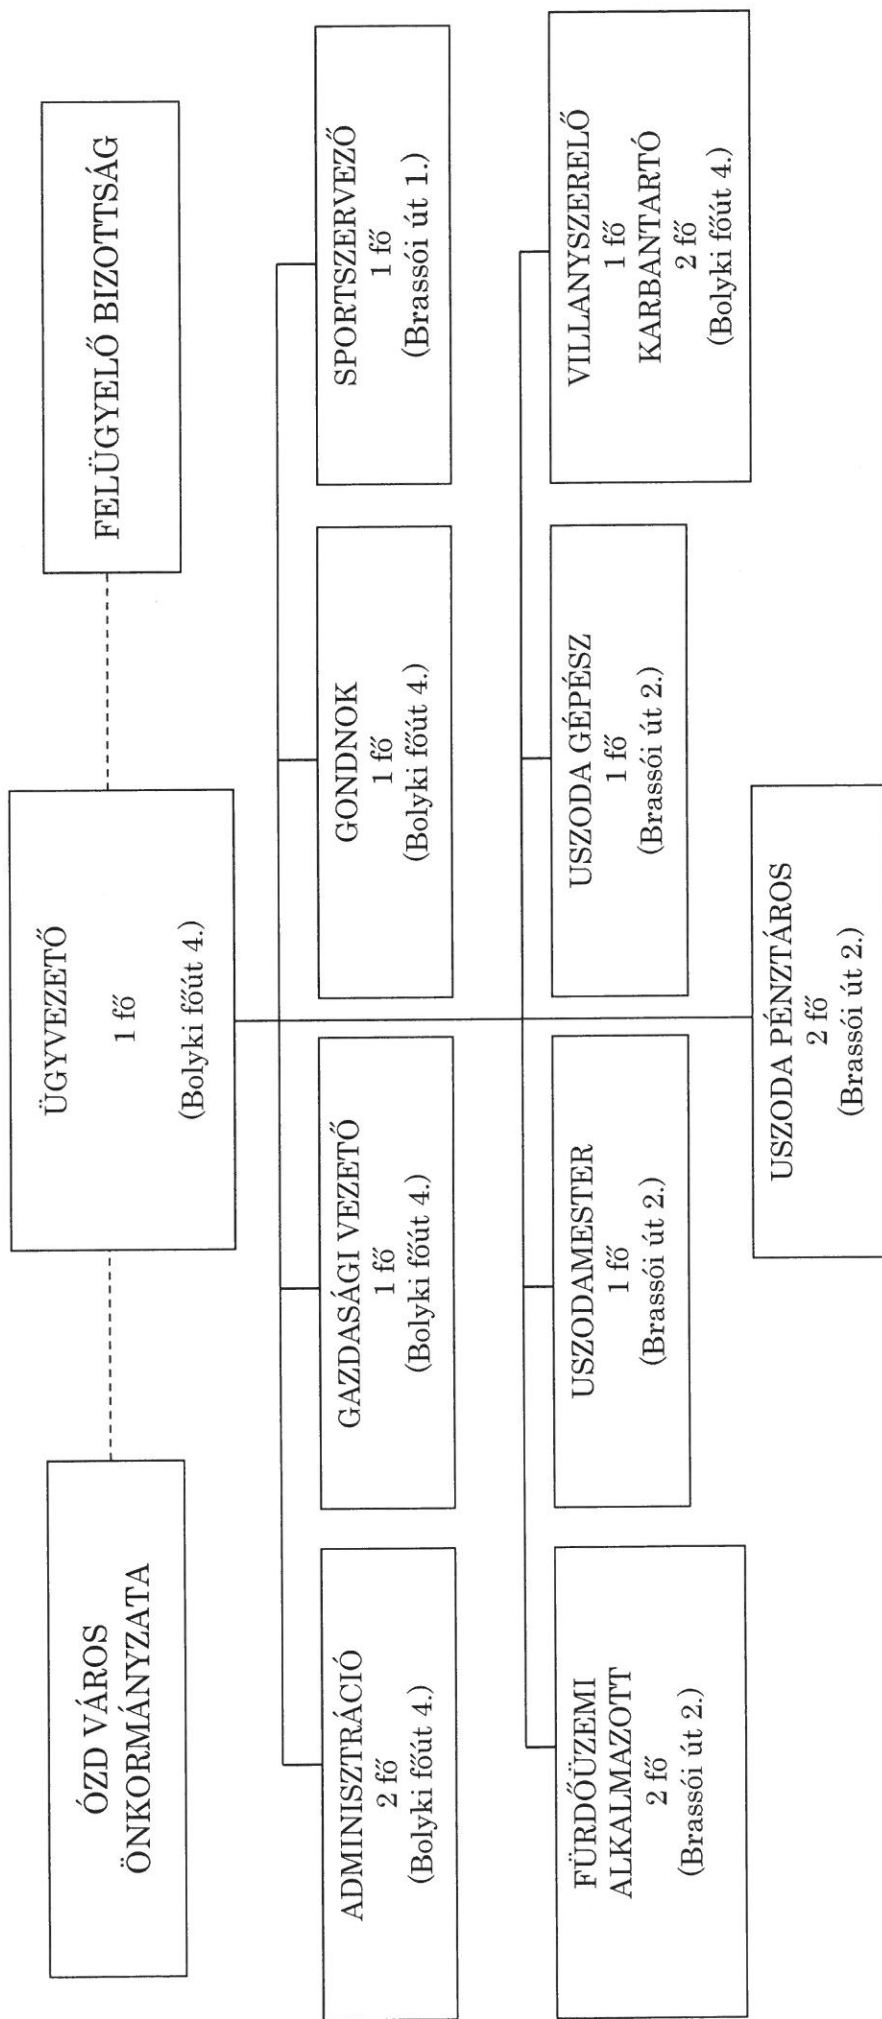 ÓZD VÁROS
ÖNKORMÁNYZATA
ÜGYVEZETŐ
1 fő
(Bolyki főút 4.)
FELÜGYELŐ BIZOTTSÁG
ADMINISZTRÁCIÓ
2 fő
(Bolyki főút 4.)
GAZDASÁGI VEZETŐ
1 fő
(Bolyki főút 4.)
GONDNOK
1 fő
(Bolyki főút 4.)
SPORTSZERVEZŐ
1 fő
(Brassói út 1.)
FÜRDŐÜZEMI
ALKALMAZOTT
2 fő
(Brassói út 2.)
USZODAMESTER
1 fő
(Brassói út 2.)
USZODA GÉPÉSZ
1 fő
(Brassói út 2.)
VILLANYSZERELŐ
1 fő
KARBANTARTÓ
2 fő
(Bolyki főút 4.)
USZODA PÉNZTÁROS
2 fő
(Brassói út 2.)